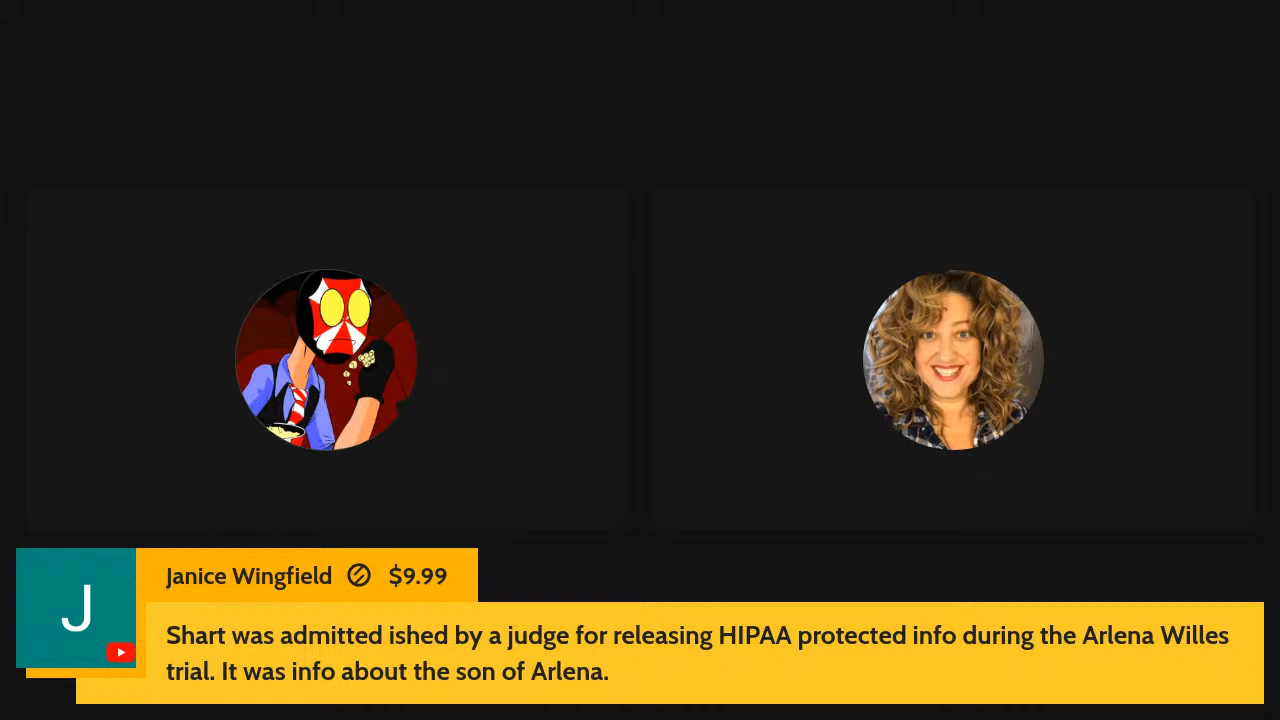 J
Janice Wingfield $9.99
Shart was admitted ished by a judge for releasing HIPAA protected info during the Arlena Willes
trial. It was info about the son of Arlena.